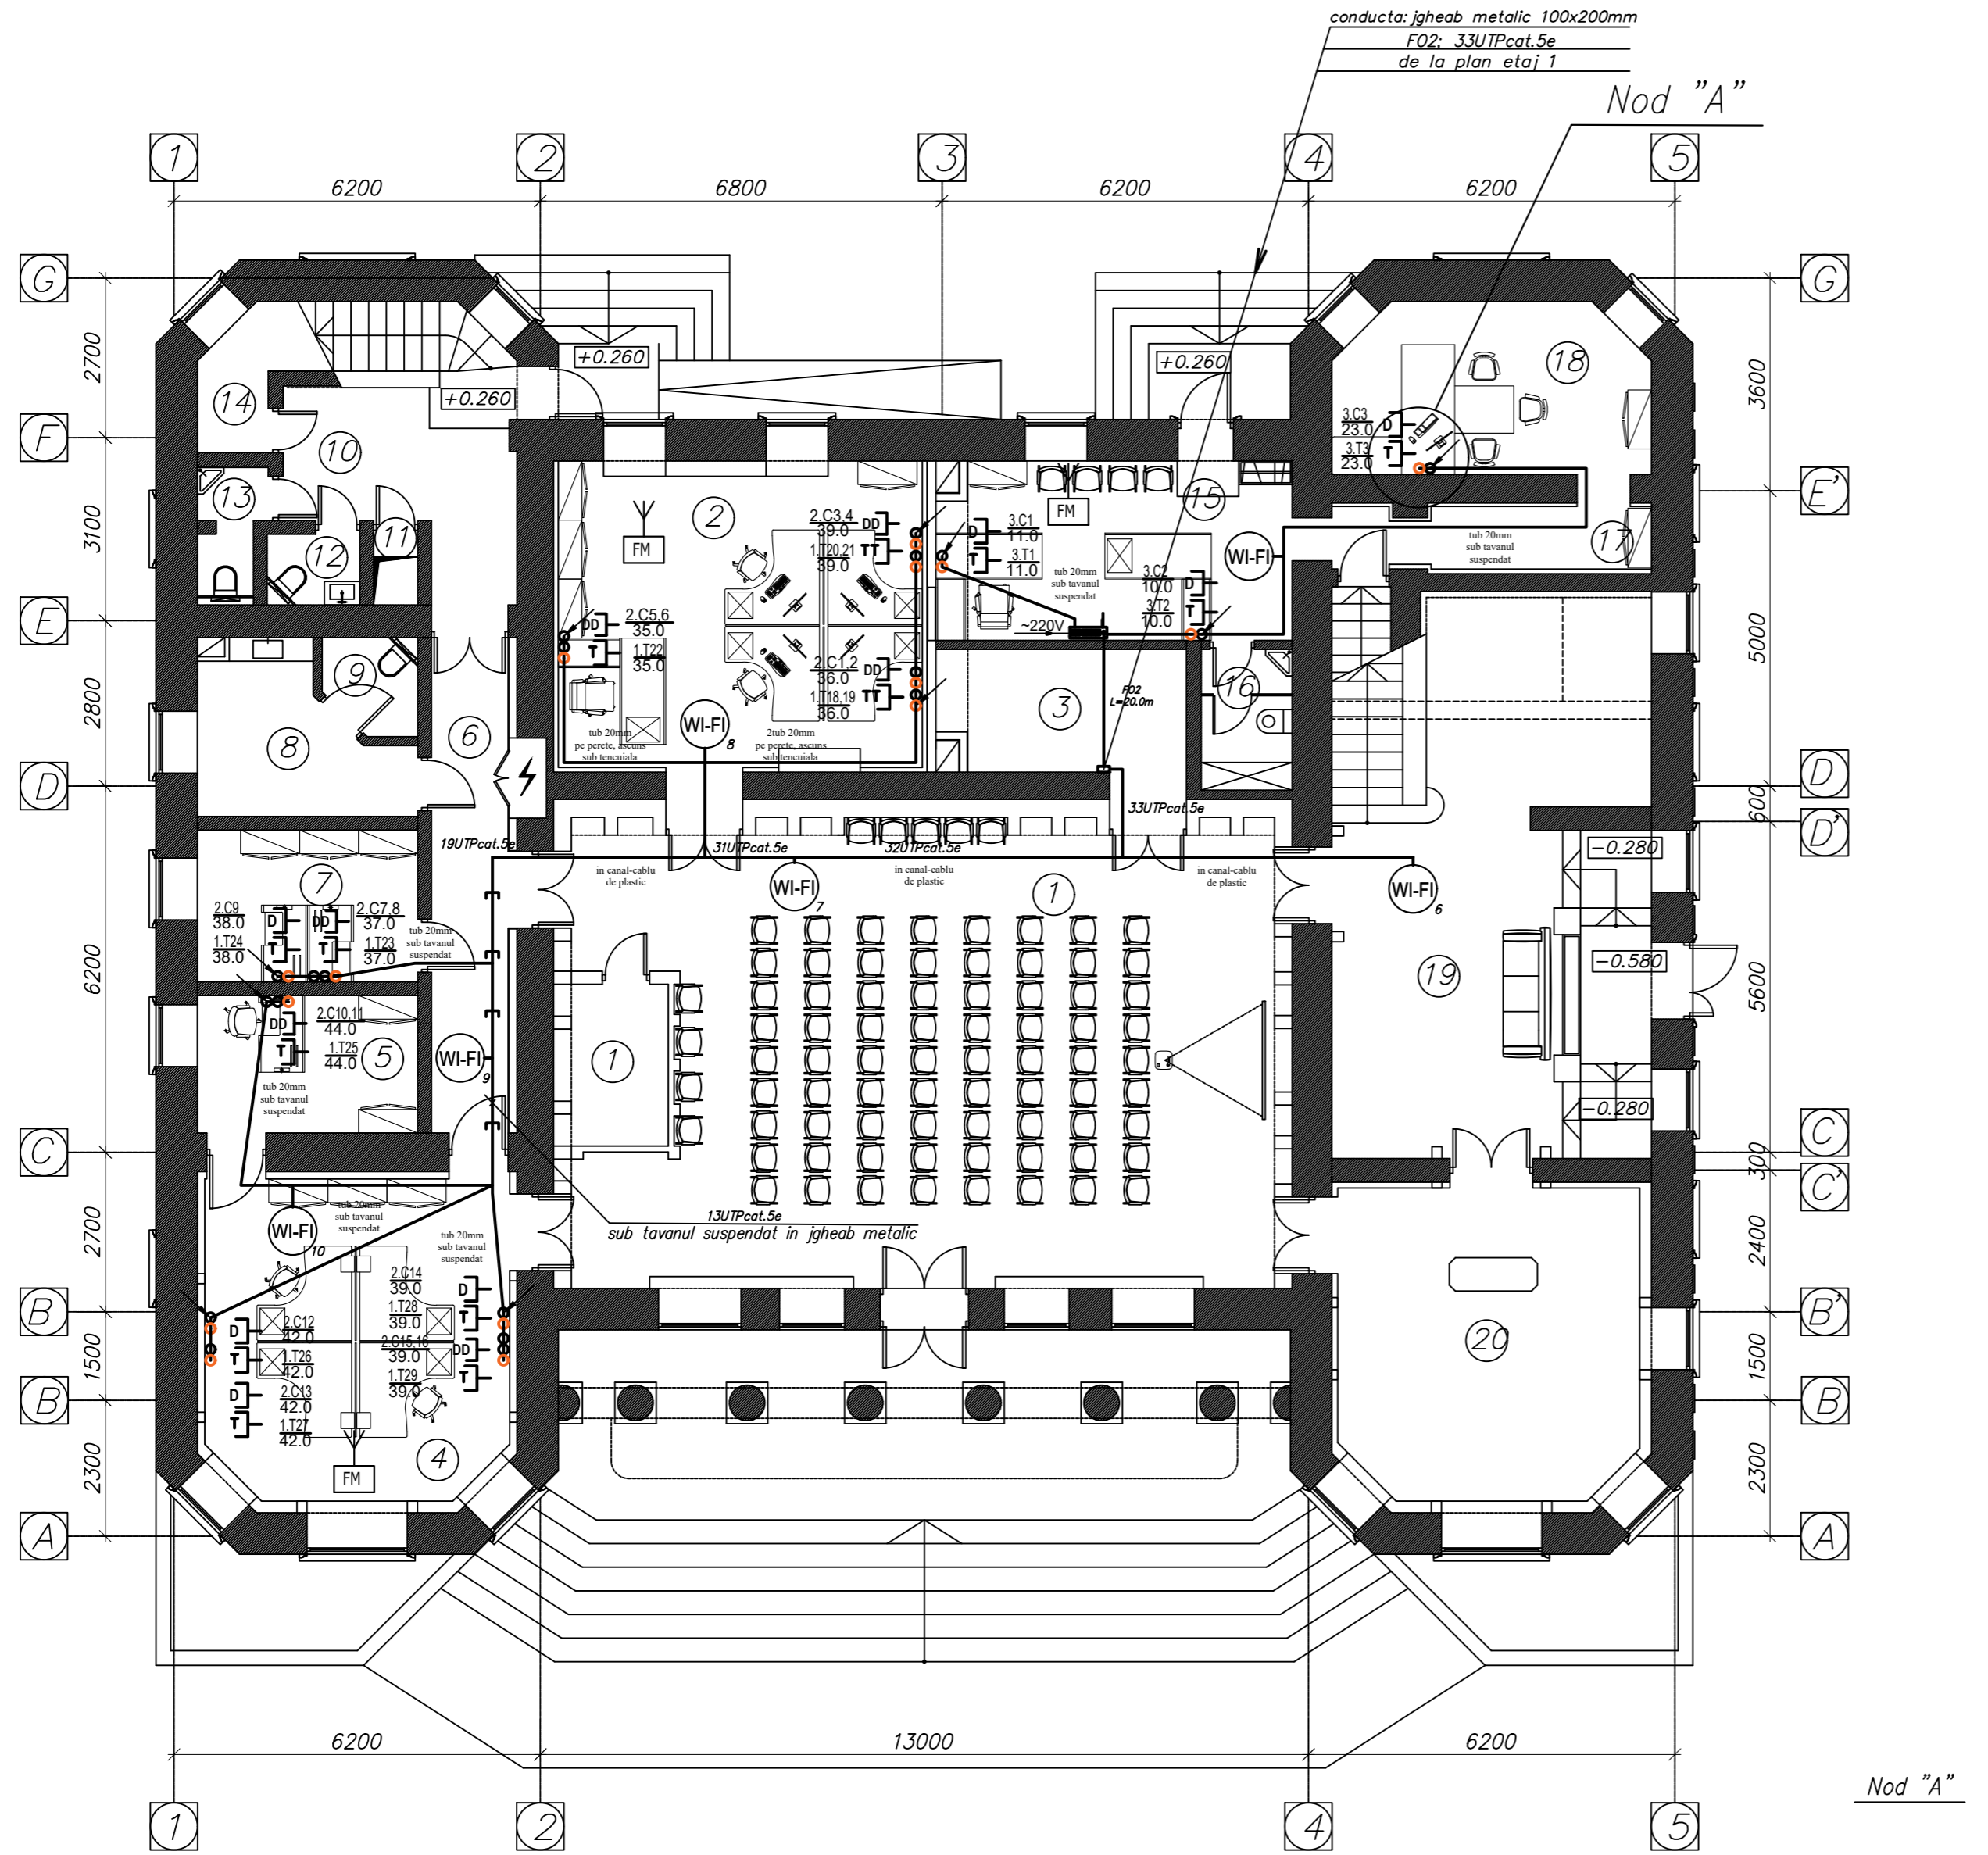 conducta: jgheab metalic 100x200mm
FO2; 33UTPcat.5e
de la plan etaj 1
Nod "A"
1
2
3
4
5
6200
6800
6200
6200
G
G
2700
3600
+0.260
+0.260
+0.260
18
14
10
F
3.C3
23.0
D
3.T3
23.0
T
13
2
15
E'
3100
FM
FM
2.C3,4
39.0
DD
1.T20,21
39.0
TT
D
3.C1
11.0
T
3.T1
11.0
11
12
WI-FI
17
tub 20mm
sub tavanul
suspendat
tub 20mm
sub tavanul
suspendat
3.C2
10.0
D
3.T2
10.0
T
E
~220V
DD
2.C5,6
35.0
T
1.T22
35.0
5000
9
2.C1,2
36.0
DD
1.T18,19
36.0
TT
16
2800
3
FO2
L=20.0m
6
8
WI-FI
8
tub 20mm
pe perete, ascuns
sub tencuiala
2tub 20mm
pe perete, ascuns
sub tencuiala
D
D
600
33UTPcat.5e
D'
19UTPcat.5e
31UTPcat.5e
32UTPcat.5e
-0.280
in canal-cablu
de plastic
in canal-cablu
de plastic
in canal-cablu
de plastic
7
WI-FI
7
1
WI-FI
6
2.C9
38.0
D
DD
2.C7,8
37.0
1.T24
38.0
T
T
1.T23
37.0
tub 20mm
sub tavanul
suspendat
6200
19
-0.580
5600
DD
2.C10,11
44.0
T
1.T25
44.0
5
WI-FI
9
1
tub 20mm
sub tavanul
suspendat
-0.280
C
C
300
C'
tub 20mm
sub tavanul
suspendat
13UTPcat.5e
sub tavanul suspendat in jgheab metalic
WI-FI
10
tub 20mm
sub tavanul
suspendat
2700
2400
2.C14
39.0
D
1.T28
39.0
T
B
B'
D
2.C12
42.0
2.C15,16
39.0
DD
T
1.T26
42.0
1.T29
39.0
T
20
1500
1500
D
2.C13
42.0
T
1.T27
42.0
B
B
4
FM
2300
2300
A
A
6200
13000
6200
Nod "A"
1
2
4
5